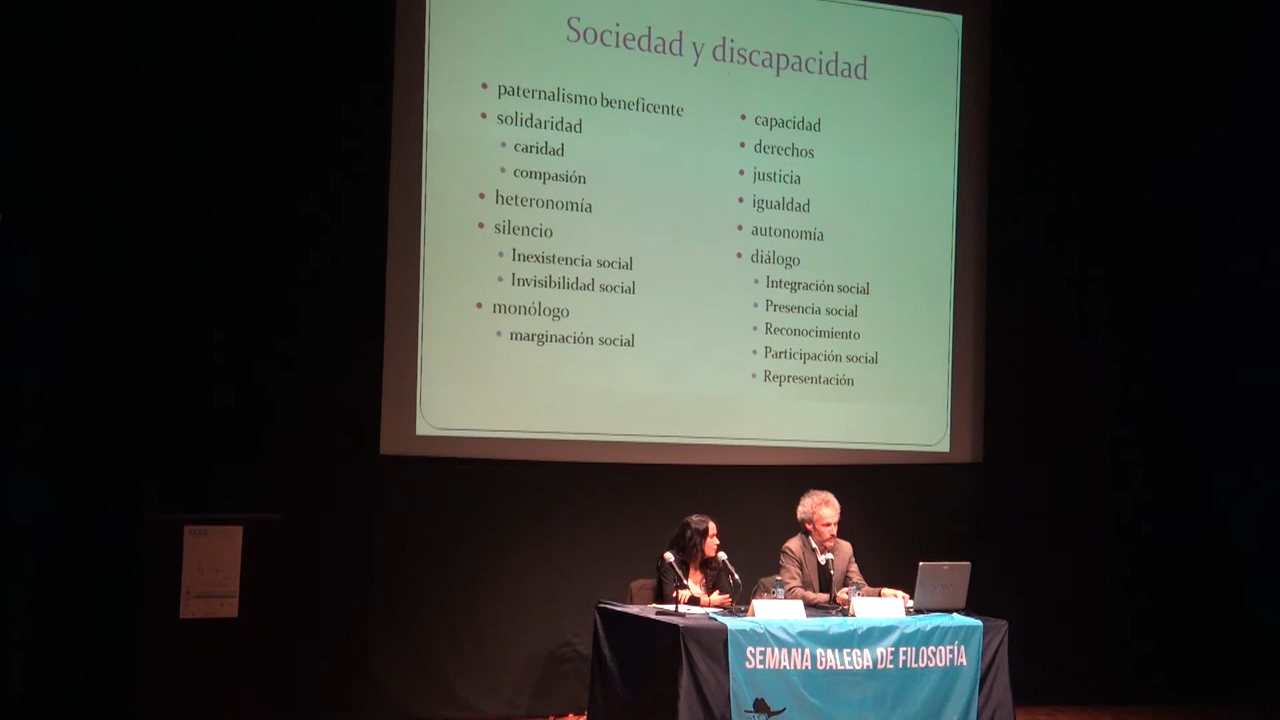 Sociedad y discapacidad
• paternalismo beneficente
• solidaridad
• caridad
• compasión
• heteronomía
• silencio
• Inexistencia social
• Invisibilidad social
• monólogo
• marginación social
• capacidad
• derechos
• justicia
• igualdad
• autonomía
• diálogo
• Integración social
• Presencia social
• Reconocimiento
• Participación social
• Representación
SEMANA GALEGA DE FILOSOFÍA